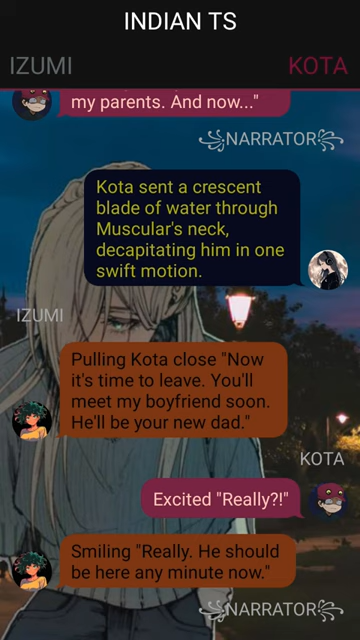 INDIAN TS
IZUMI
KOTA
my parents. And now..."
꧁NARRATOR꧂
Kota sent a crescent
blade of water through
Muscular's neck,
decapitating him in one
swift motion.
IZUMI
Pulling Kota close "Now
it's time to leave. You'll
meet my boyfriend soon.
He'll be your new dad."
KOTA
Excited "Really?!"
Smiling "Really. He should
be here any minute now."
꧁NARRATOR꧂